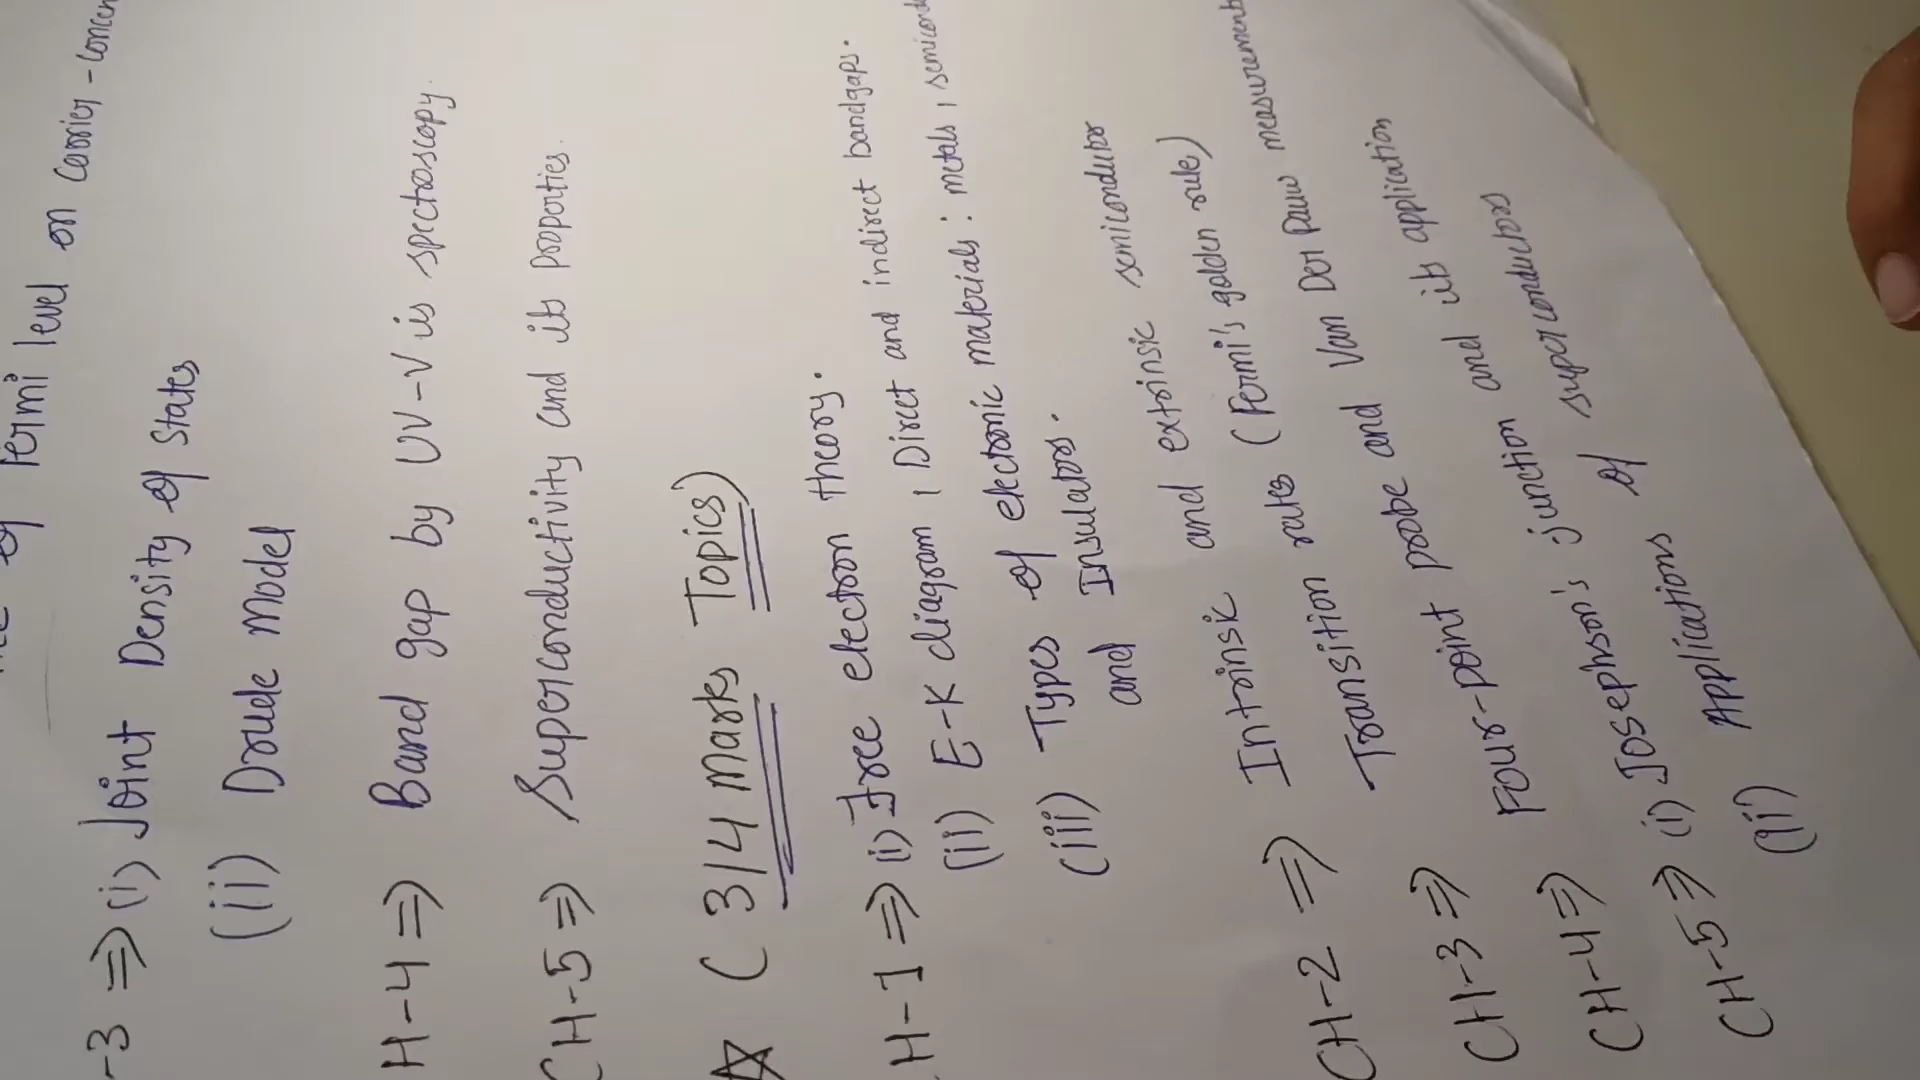 of Fermi level on Carrier-Concen
-3 ⇒ (i) Joint Density of States
(ii) Drude Model
H-4 ⇒ Band gap by UV-Vis spectroscopy.
CH-5 ⇒ Superconductivity and its properties.
☆ ( 3/4 Marks Topics)
H-1 ⇒ (i) Free electron theory.
(ii) E-K diagram, Direct and indirect bandgaps.
(iii) Types of electronic materials: metals, semicond
and Insulators.
CH-2 ⇒ Intrinsic and extrinsic semicondutor
CH-3 ⇒ Transition rates (Fermi's golden rule)
CH-4 ⇒ Four-point probe and Van Der Pauw measurement
CH-5 ⇒ (i) Josephson's junction and its application
(ii) Applications of superconductors